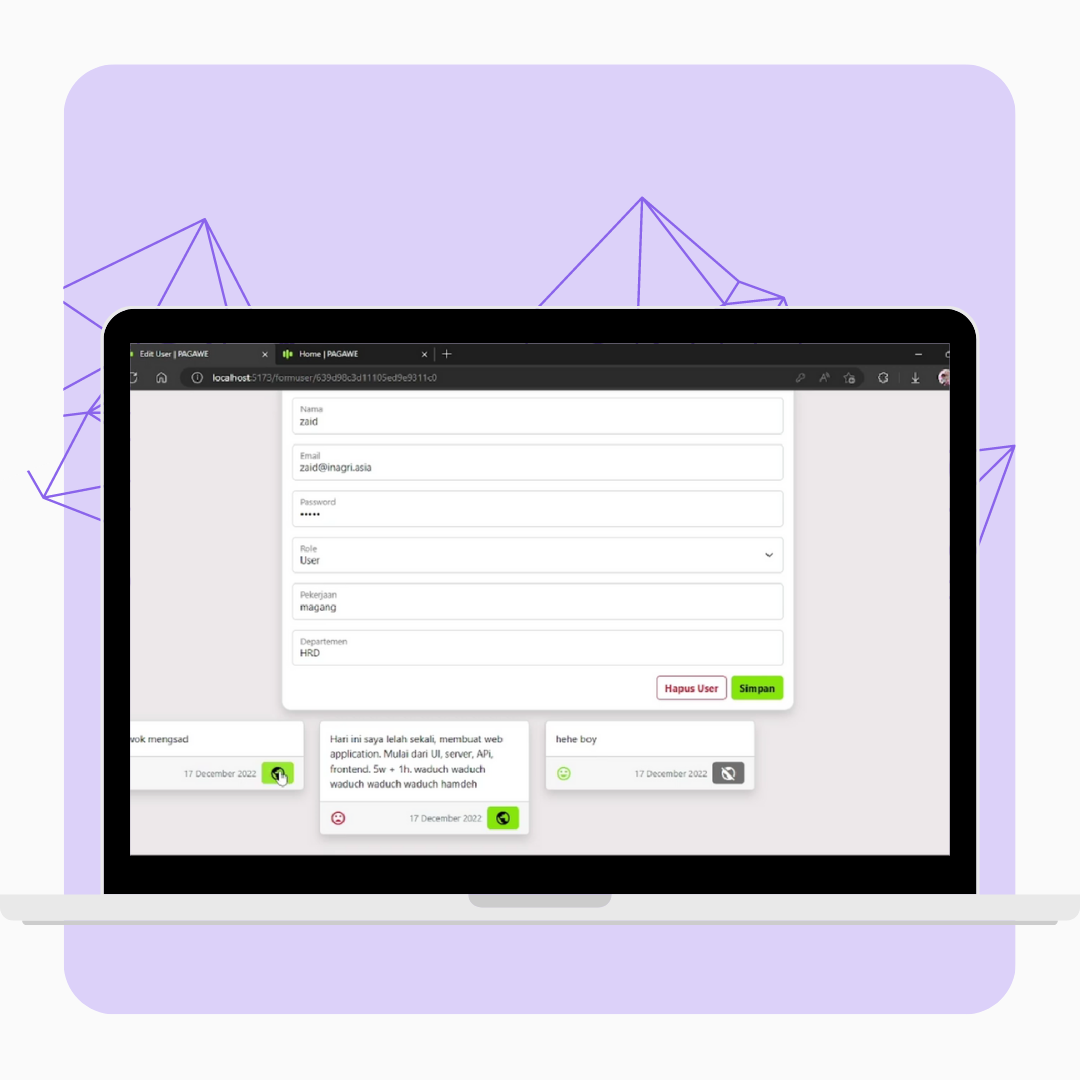 Edit User | PAGAWE
Home | PAGAWE
localhost:5173/formuser/639d98c3d11105ed9e9311c0
Nama
zaid
Email
zaid@inagri.asia
Password
•••••
Role
User
Pekerjaan
magang
Departemen
HRD
Hapus User
Simpan
mengsad
17 December 2022
Hari ini saya lelah sekali, membuat web
application. Mulai dari UI, server, APi,
frontend. 5w + 1h. waduch waduch
waduch waduch waduch hamdeh
17 December 2022
hehe boy
17 December 2022